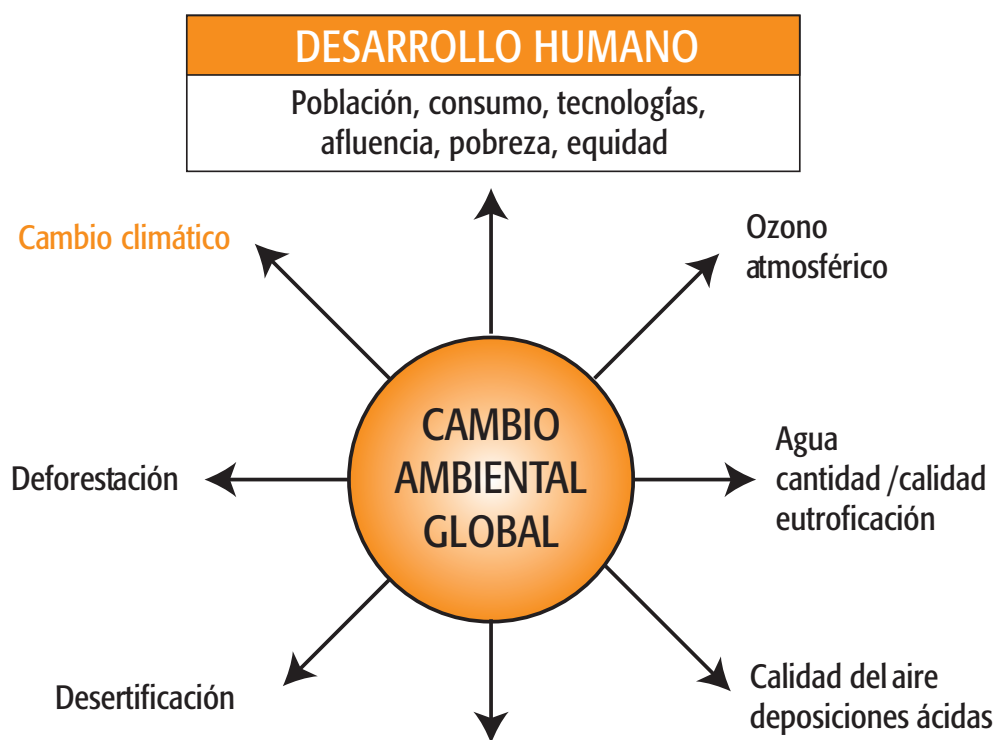 DESARROLLO HUMANO
Población, consumo, tecnologías,
afluencia, pobreza, equidad
Cambio climático
Ozono
atmosférico
CAMBIO
AMBIENTAL
GLOBAL
Deforestación
Agua
cantidad /calidad
eutroficación
Desertificación
Calidad del aire
deposiciones ácidas